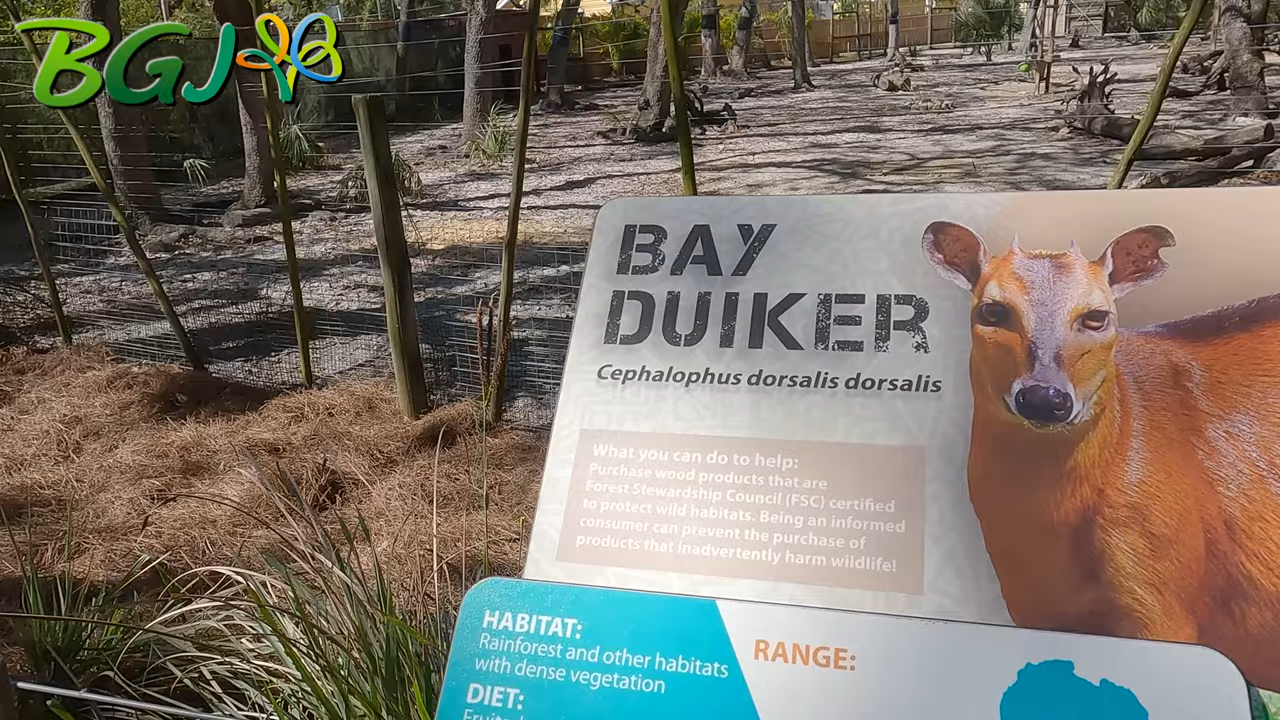 BGJ
BAY
DUIKER
Cephalophus dorsalis dorsalis
What you can do to help:
Purchase wood products that are
Forest Stewardship Council (FSC) certified
to protect wild habitats. Being an informed
consumer can prevent the purchase of
products that inadvertently harm wildlife!
HABITAT:
Rainforest and other habitats
with dense vegetation
DIET:
RANGE: